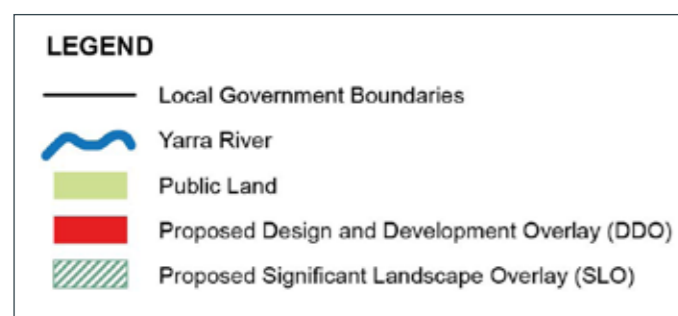 LEGEND
Local Government Boundaries
Yarra River
Public Land
Proposed Design and Development Overlay (DDO)
Proposed Significant Landscape Overlay (SLO)